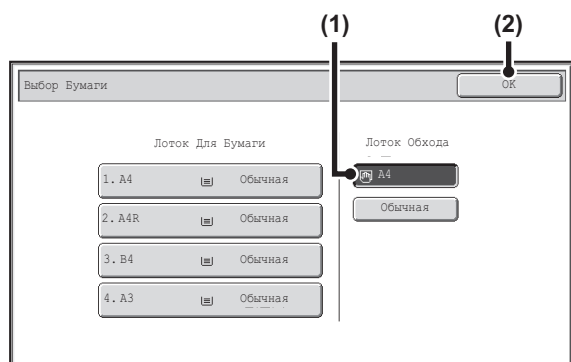 (1) (2)
Выбор Бумаги OK
Лоток Для Бумаги Лоток Обхода
1. A4 Обычная A4
2. A4R Обычная Обычная
3. B4 Обычная
4. A3 Обычная